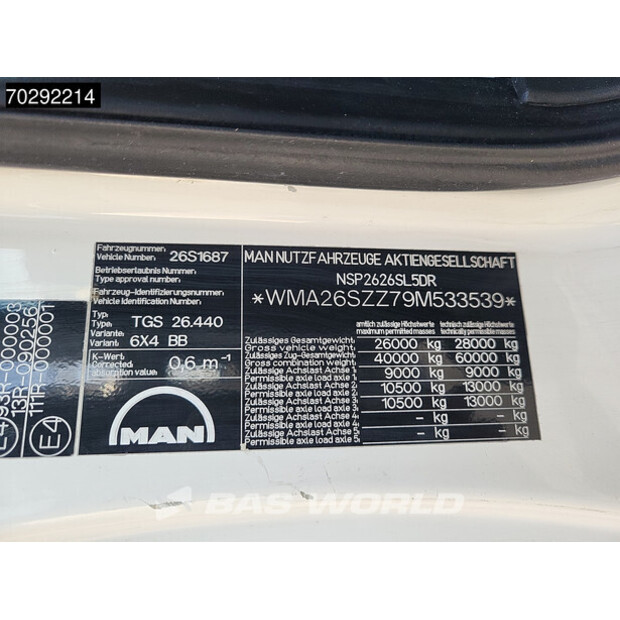 70292214
Fahrzeugnummer:
Vehicle Number: 26S1687
Betriebserlaubnis Nummer:
Type approval number:
Fahrzeug-Identifizierungsnummer:
Vehicle Identification Number:
Typ:
Type: TGS 26.440
Variante:
Variant: 6X4 BB
K-Wert:
Corrected absorption value: 0,6 m⁻¹
MAN
MAN NUTZFAHRZEUGE AKTIENGESELLSCHAFT
NSP2626SL5DR
*WMA26SZZ79M533539*
amtlich zulässige Höchstwerte technisch zulässige Höchstwerte
maximum permitted masses technically permitted masses
Zulässiges Gesamtgewicht:
Gross vehicle weight: 26000 kg 28000 kg
Zulässiges Zug-Gesamtgewicht:
Gross combination weight: 40000 kg 60000 kg
Zulässige Achslast Achse 1:
Permissible axle load axle 1: 9000 kg 9000 kg
Zulässige Achslast Achse 2:
Permissible axle load axle 2: 10500 kg 13000 kg
Zulässige Achslast Achse 3:
Permissible axle load axle 3: 10500 kg 13000 kg
Zulässige Achslast Achse 4:
Permissible axle load axle 4: – kg – kg
Zulässige Achslast Achse 5:
Permissible axle load axle 5: – kg – kg
13R-090256
111R-000001
E4
BAS WORLD